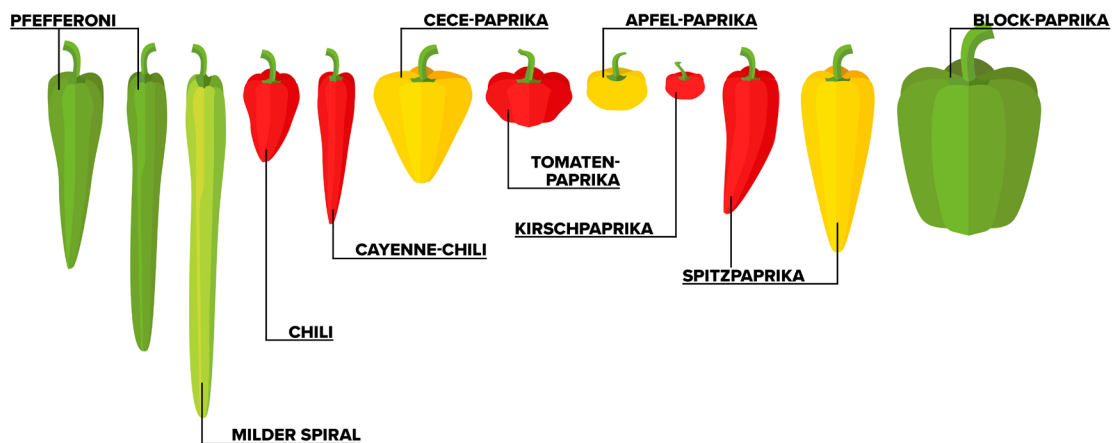 PFEFFERONI
CECE-PAPRIKA
APFEL-PAPRIKA
BLOCK-PAPRIKA
TOMATEN-
PAPRIKA
KIRSCHPAPRIKA
CAYENNE-CHILI
SPITZPAPRIKA
CHILI
MILDER SPIRAL